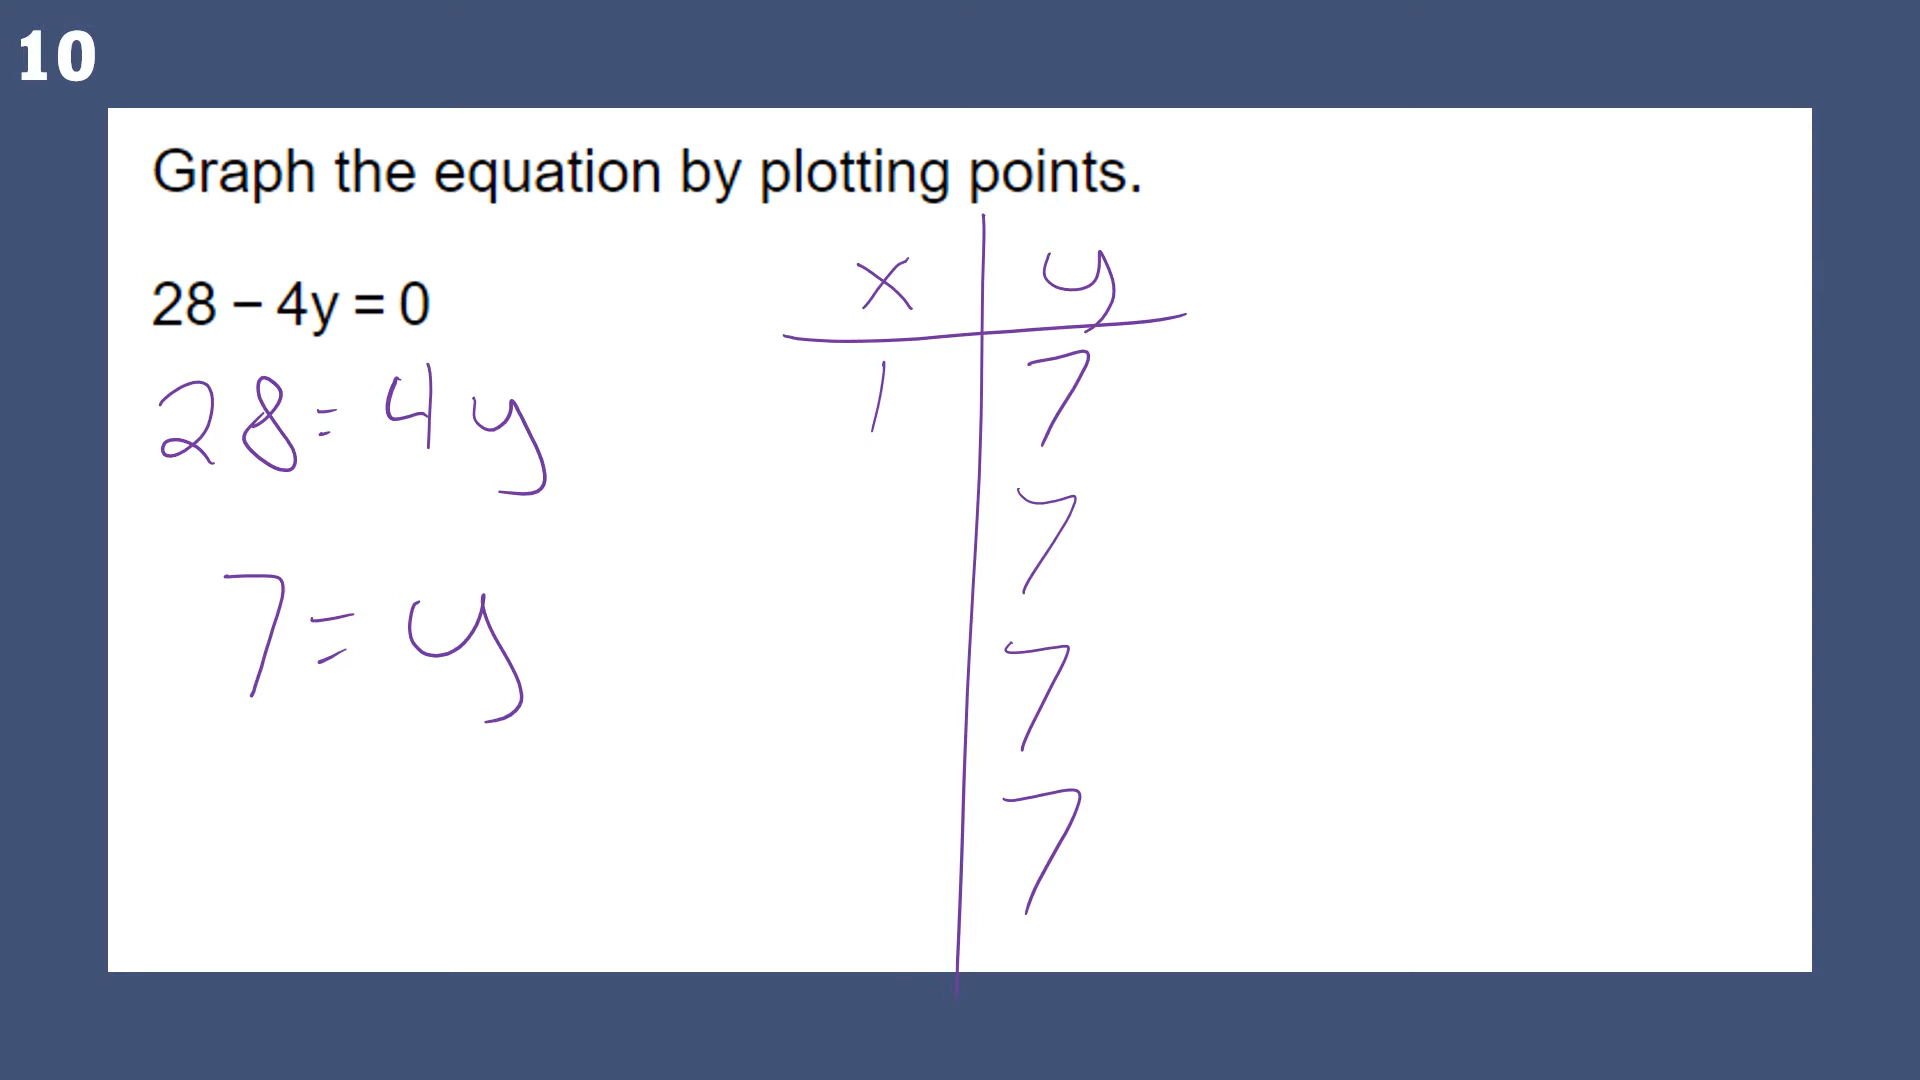 10
Graph the equation by plotting points.
28 – 4y = 0
28 = 4y
7 = y
x y
1 7
7
7
7